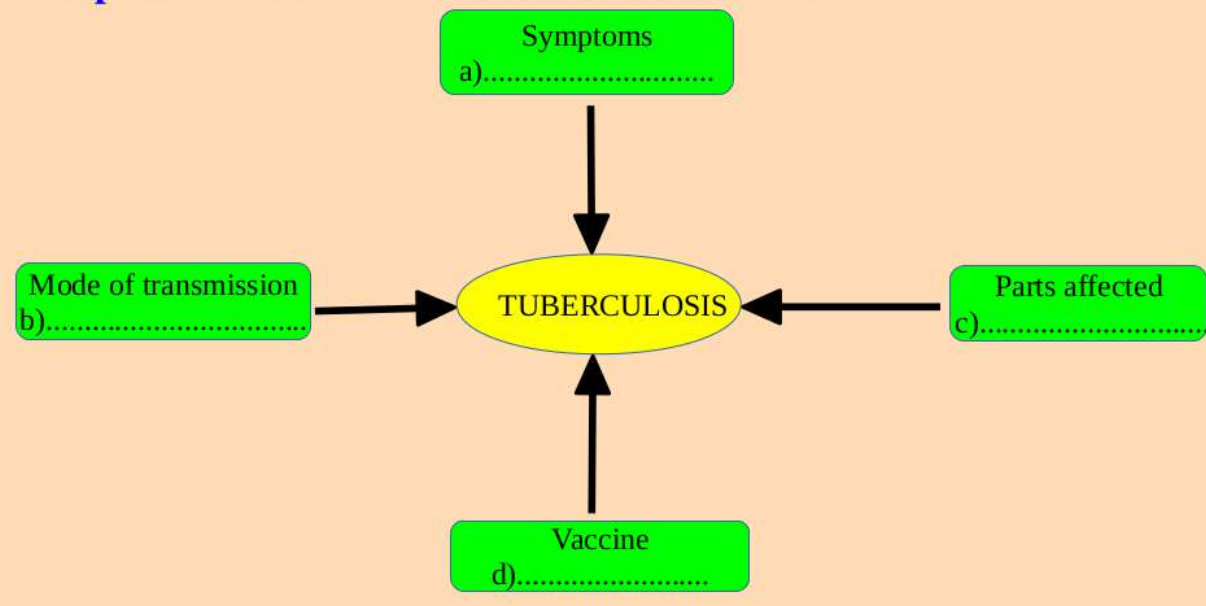 Symptoms
a)..............................
Mode of transmission
b)..................................
TUBERCULOSIS
Parts affected
c)..............................
Vaccine
d).........................